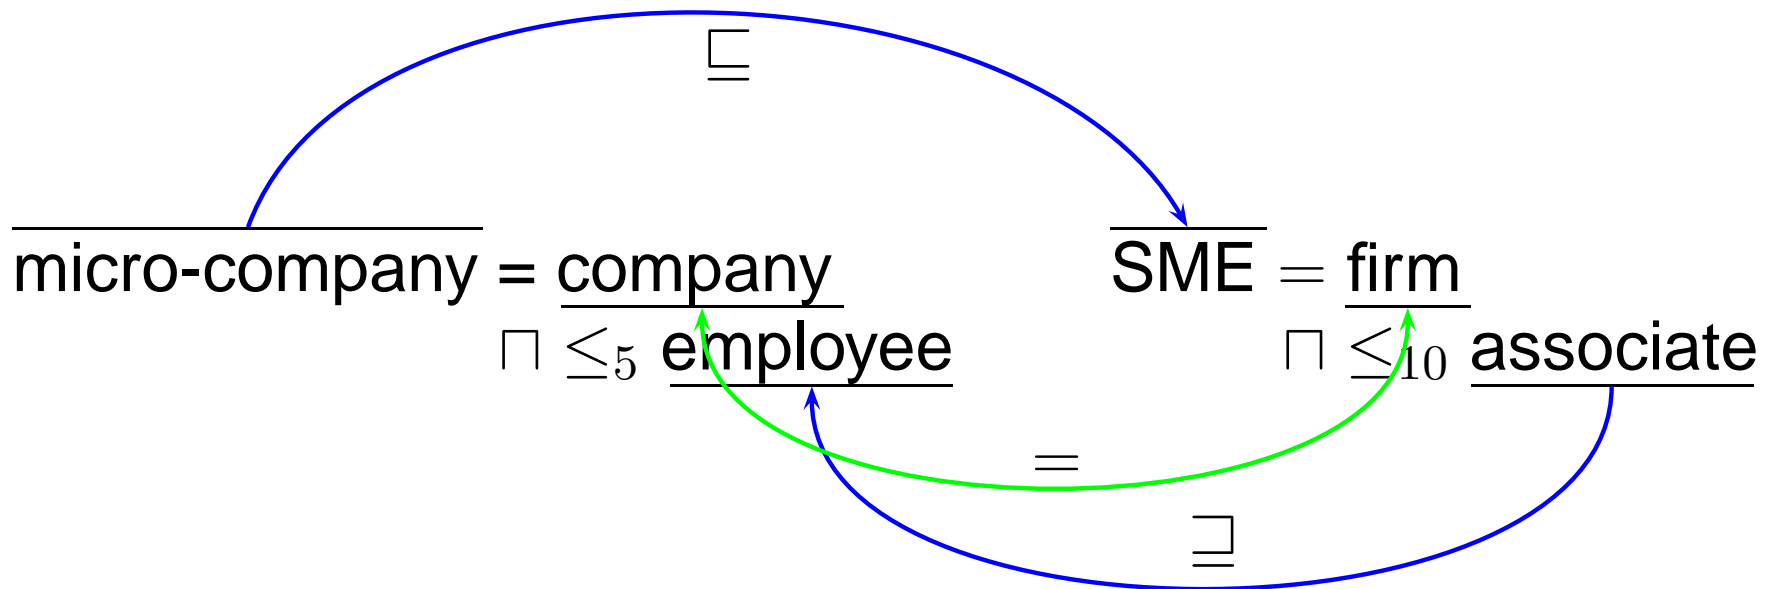 ⊑
micro-company = company SME = firm
⊓ ≤5 employee ⊓ ≤10 associate
=
⊒